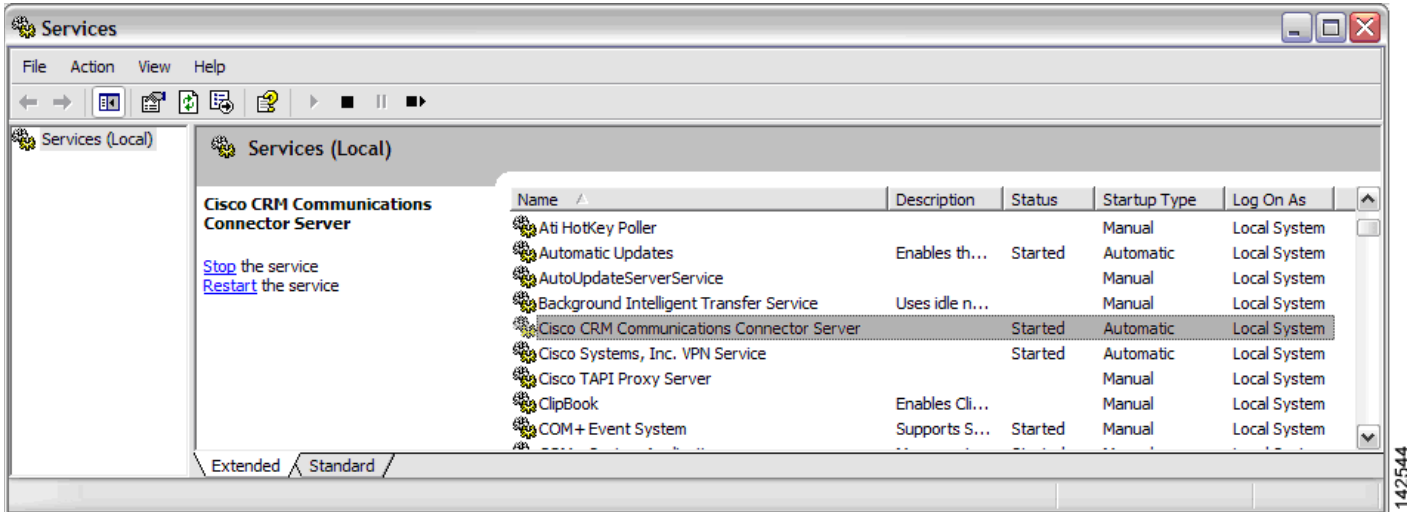 Services
File Action View Help
Services (Local)
Services (Local)
Cisco CRM Communications
Connector Server
Stop the service
Restart the service
Name Description Status Startup Type Log On As
Ati HotKey Poller Manual Local System
Automatic Updates Enables th... Started Automatic Local System
AutoUpdateServerService Manual Local System
Background Intelligent Transfer Service Uses idle n... Manual Local System
Cisco CRM Communications Connector Server Started Automatic Local System
Cisco Systems, Inc. VPN Service Started Automatic Local System
Cisco TAPI Proxy Server Manual Local System
ClipBook Enables Cli... Manual Local System
COM+ Event System Supports S... Started Manual Local System
Extended Standard
142544